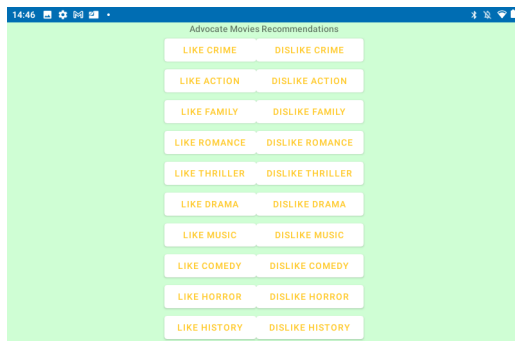 14:46
Advocate Movies Recommendations
LIKE CRIME DISLIKE CRIME
LIKE ACTION DISLIKE ACTION
LIKE FAMILY DISLIKE FAMILY
LIKE ROMANCE DISLIKE ROMANCE
LIKE THRILLER DISLIKE THRILLER
LIKE DRAMA DISLIKE DRAMA
LIKE MUSIC DISLIKE MUSIC
LIKE COMEDY DISLIKE COMEDY
LIKE HORROR DISLIKE HORROR
LIKE HISTORY DISLIKE HISTORY